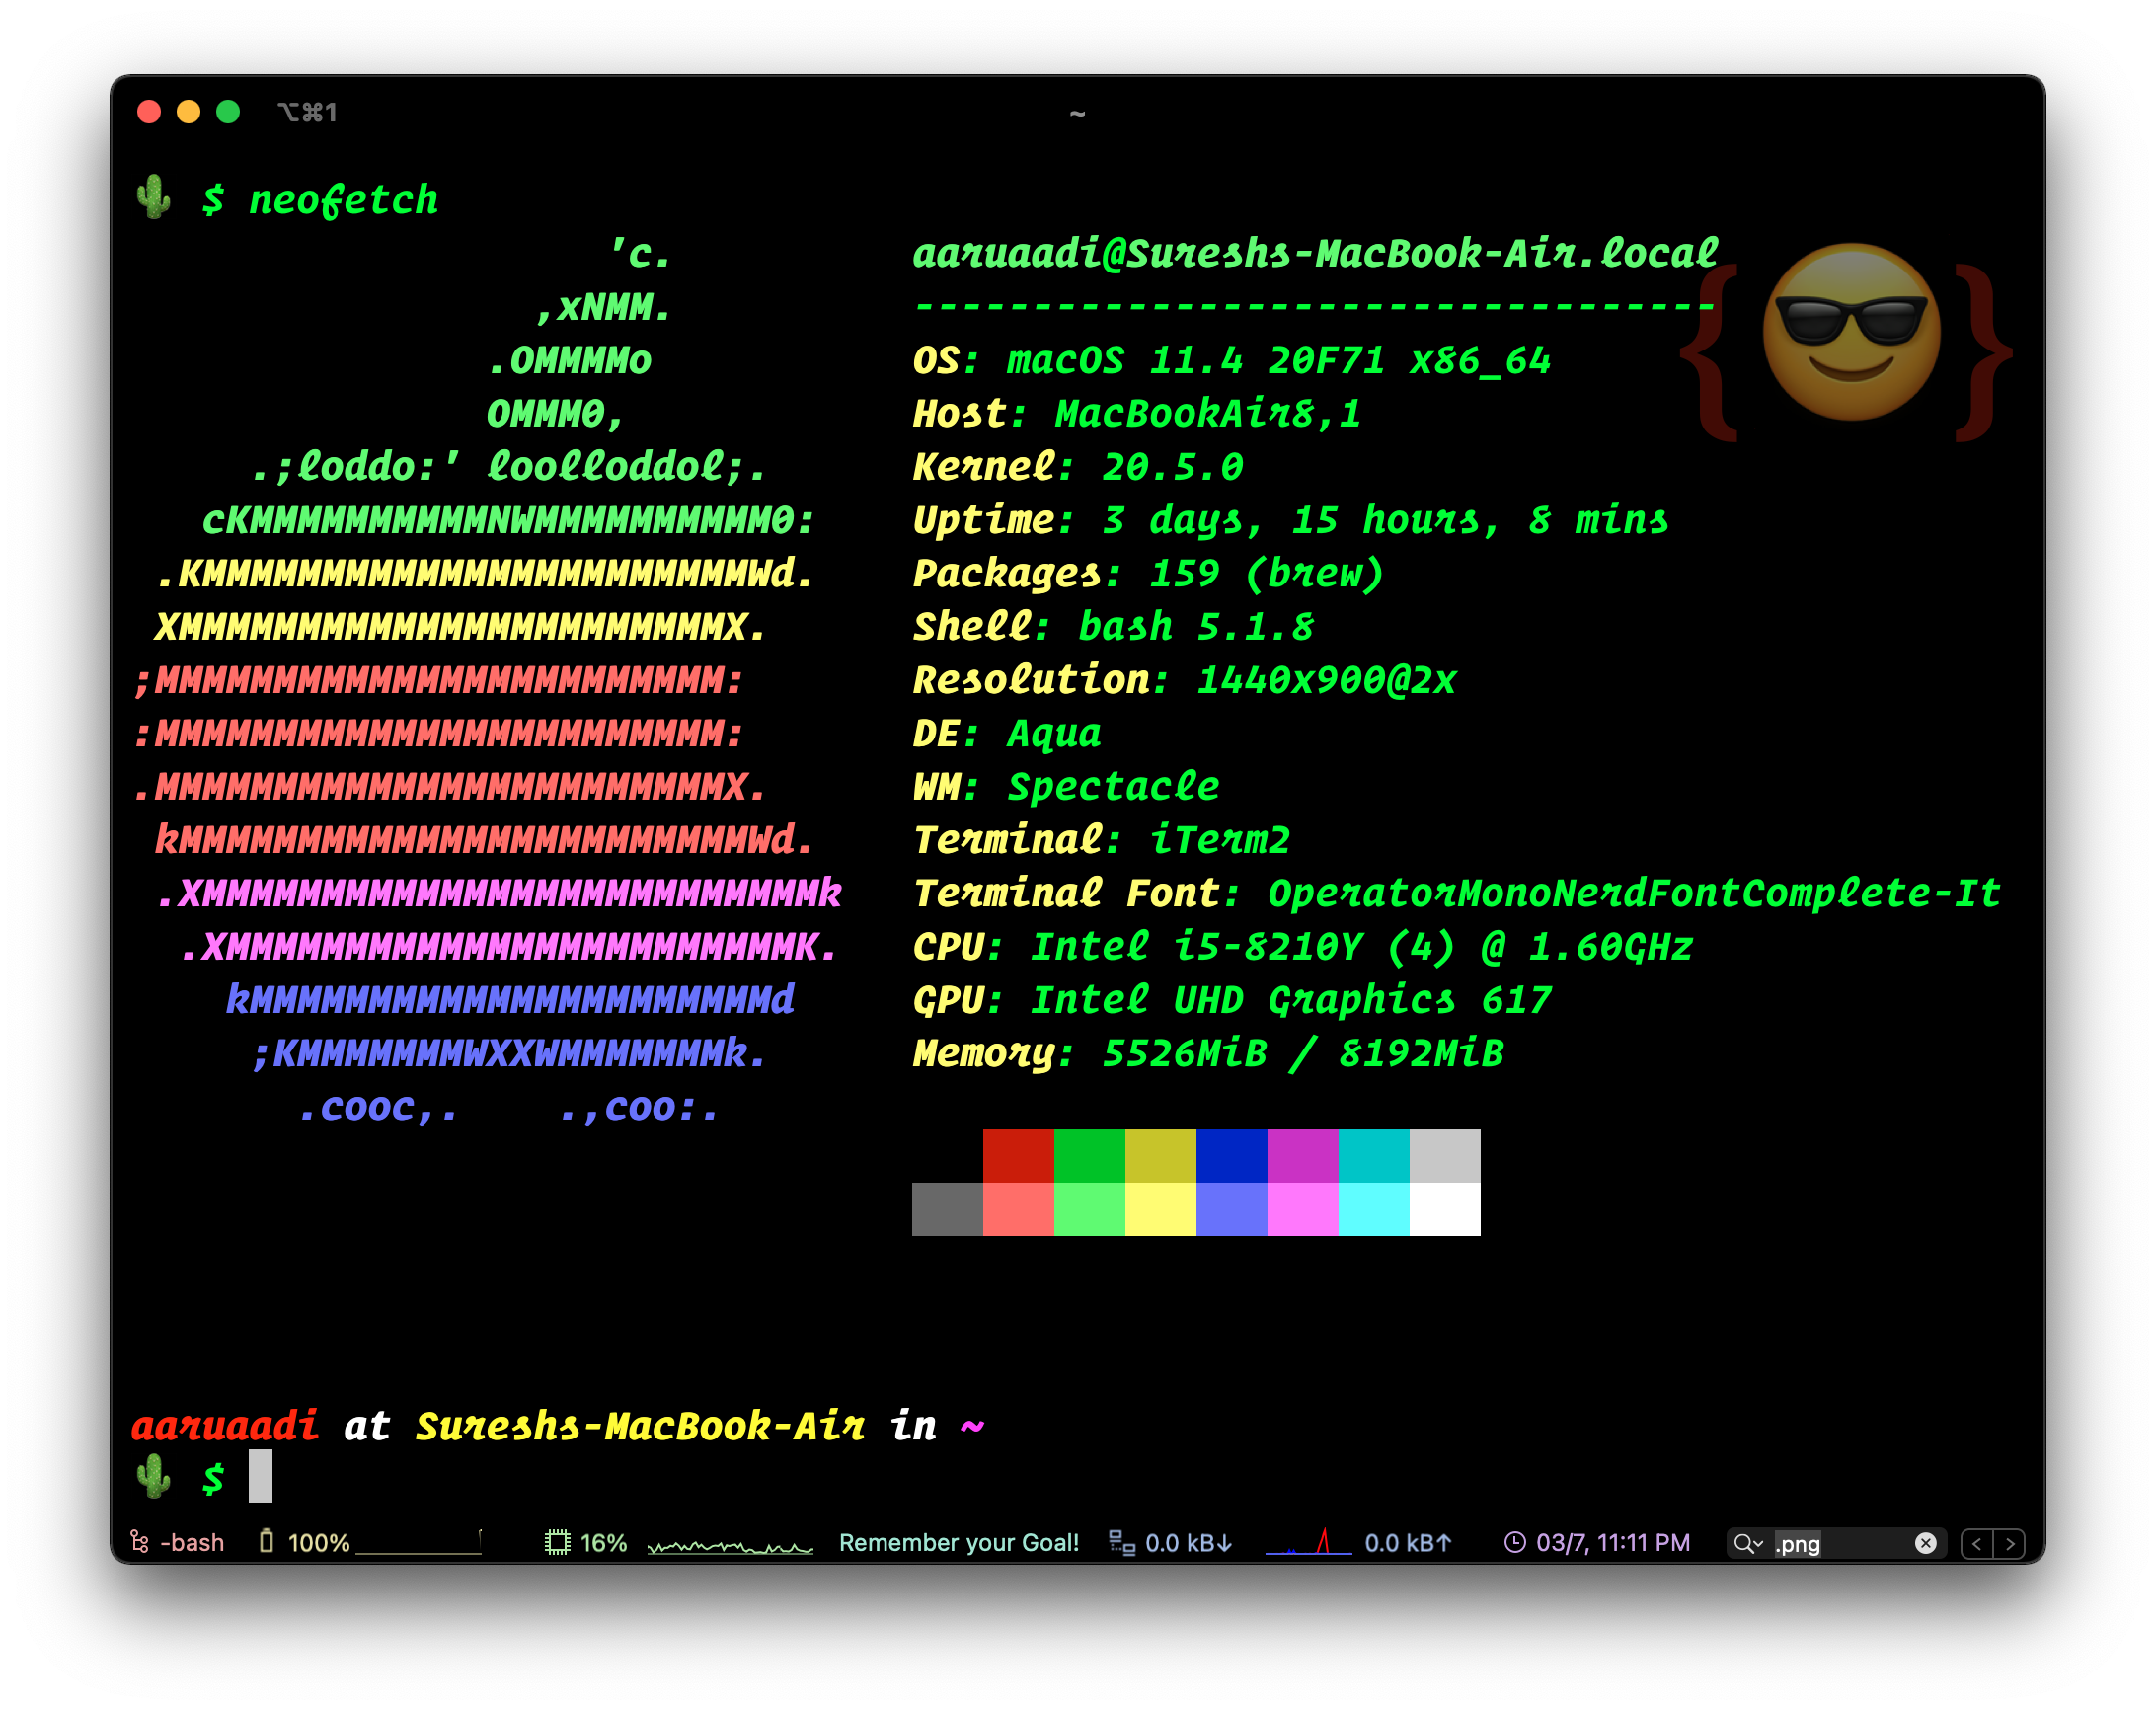 ⌥⌘1 ~
🌵 $ neofetch
'c. aaruaadi@Sureshs-MacBook-Air.local
,xNMM. ----------------------------------
.OMMMMo OS: macOS 11.4 20F71 x86_64
OMMM0, Host: MacBookAir8,1
.;loddo:' loolloddol;. Kernel: 20.5.0
cKMMMMMMMMMMNWMMMMMMMMMM0: Uptime: 3 days, 15 hours, 8 mins
.KMMMMMMMMMMMMMMMMMMMMMMMWd. Packages: 159 (brew)
XMMMMMMMMMMMMMMMMMMMMMMMX. Shell: bash 5.1.8
;MMMMMMMMMMMMMMMMMMMMMMMM: Resolution: 1440x900@2x
:MMMMMMMMMMMMMMMMMMMMMMMM: DE: Aqua
.MMMMMMMMMMMMMMMMMMMMMMMMX. WM: Spectacle
kMMMMMMMMMMMMMMMMMMMMMMMMWd. Terminal: iTerm2
.XMMMMMMMMMMMMMMMMMMMMMMMMMMk Terminal Font: OperatorMonoNerdFontComplete-It
.XMMMMMMMMMMMMMMMMMMMMMMMMK. CPU: Intel i5-8210Y (4) @ 1.60GHz
kMMMMMMMMMMMMMMMMMMMMMMd GPU: Intel UHD Graphics 617
;KMMMMMMMWXXWMMMMMMMk. Memory: 5526MiB / 8192MiB
.cooc,. .,coo:.
{ 😎 }
aaruaadi at Sureshs-MacBook-Air in ~
🌵 $
-bash 100% 16% Remember your Goal! 0.0 kB↓ 0.0 kB↑ 03/7, 11:11 PM .png